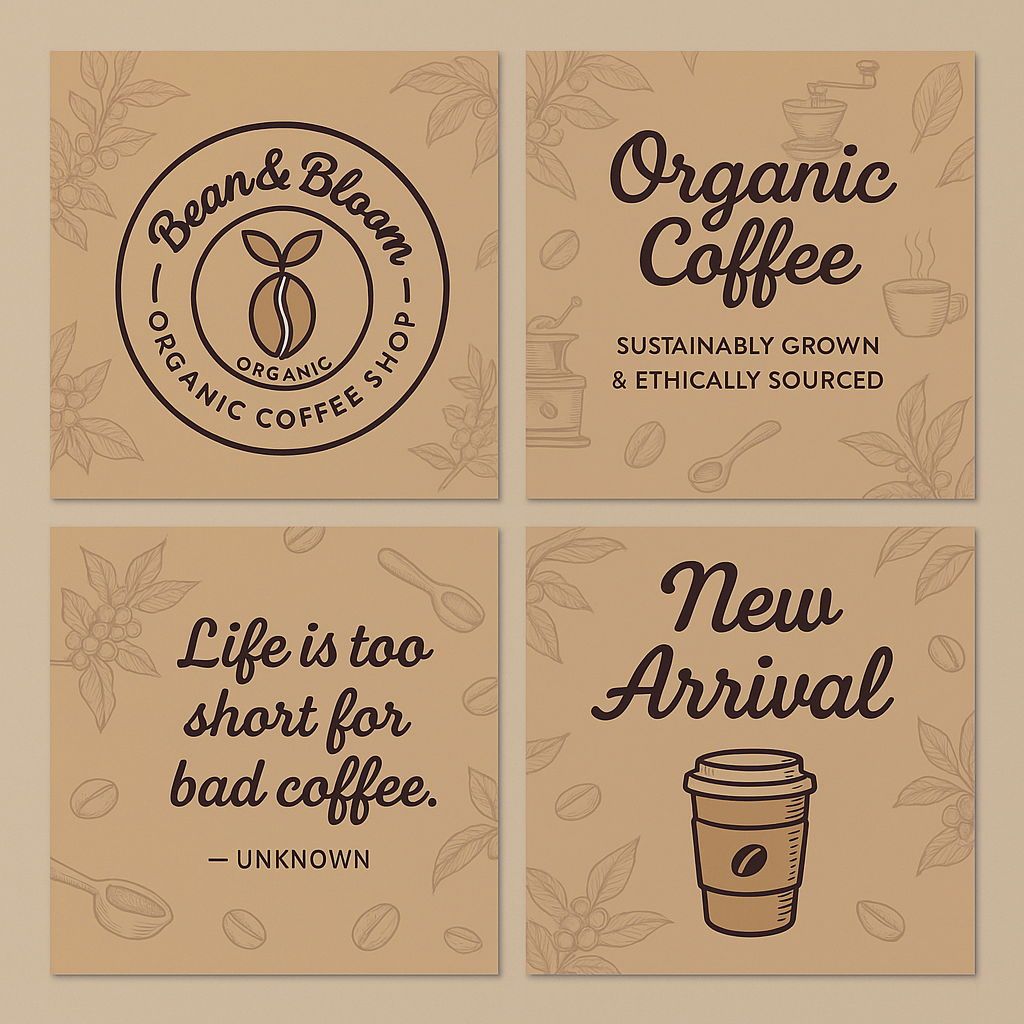 Bean & Bloom
ORGANIC
ORGANIC COFFEE SHOP
Organic
Coffee
SUSTAINABLY GROWN
& ETHICALLY SOURCED
Life is too
short for
bad coffee.
— UNKNOWN
New
Arrival